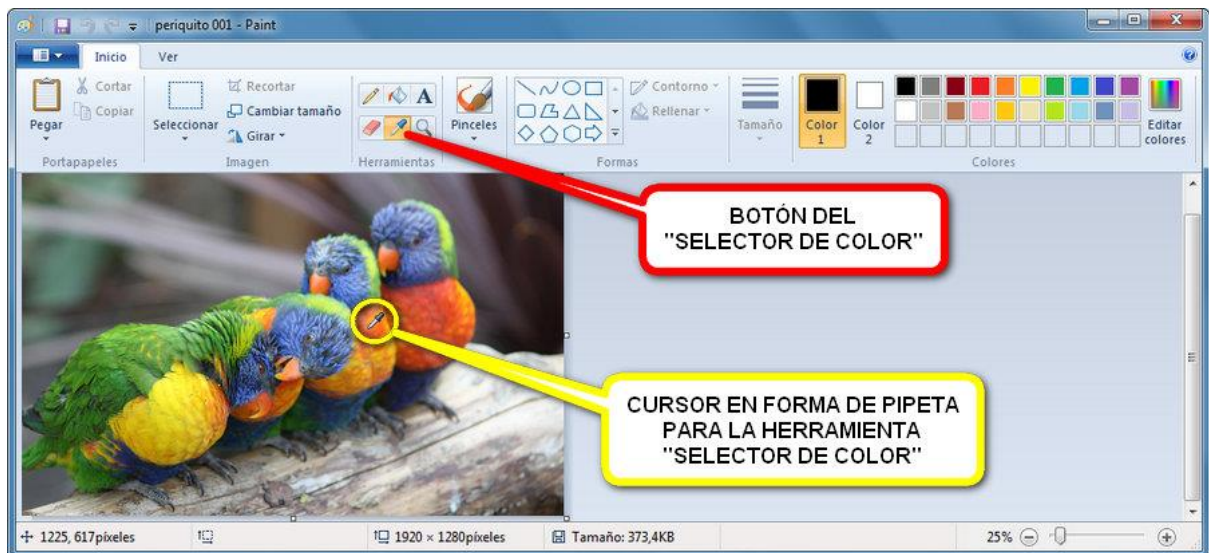 periquito 001 - Paint
Inicio Ver
Pegar
Cortar
Copiar
Portapapeles
Seleccionar
Recortar
Cambiar tamaño
Girar
Imagen
A
Herramientas
Pinceles
Contorno
Rellenar
Formas
Tamaño
Color
1
Color
2
Editar
colores
Colores
BOTÓN DEL
"SELECTOR DE COLOR"
CURSOR EN FORMA DE PIPETA
PARA LA HERRAMIENTA
"SELECTOR DE COLOR"
1225, 617píxeles 1920 × 1280píxeles Tamaño: 373,4KB 25%